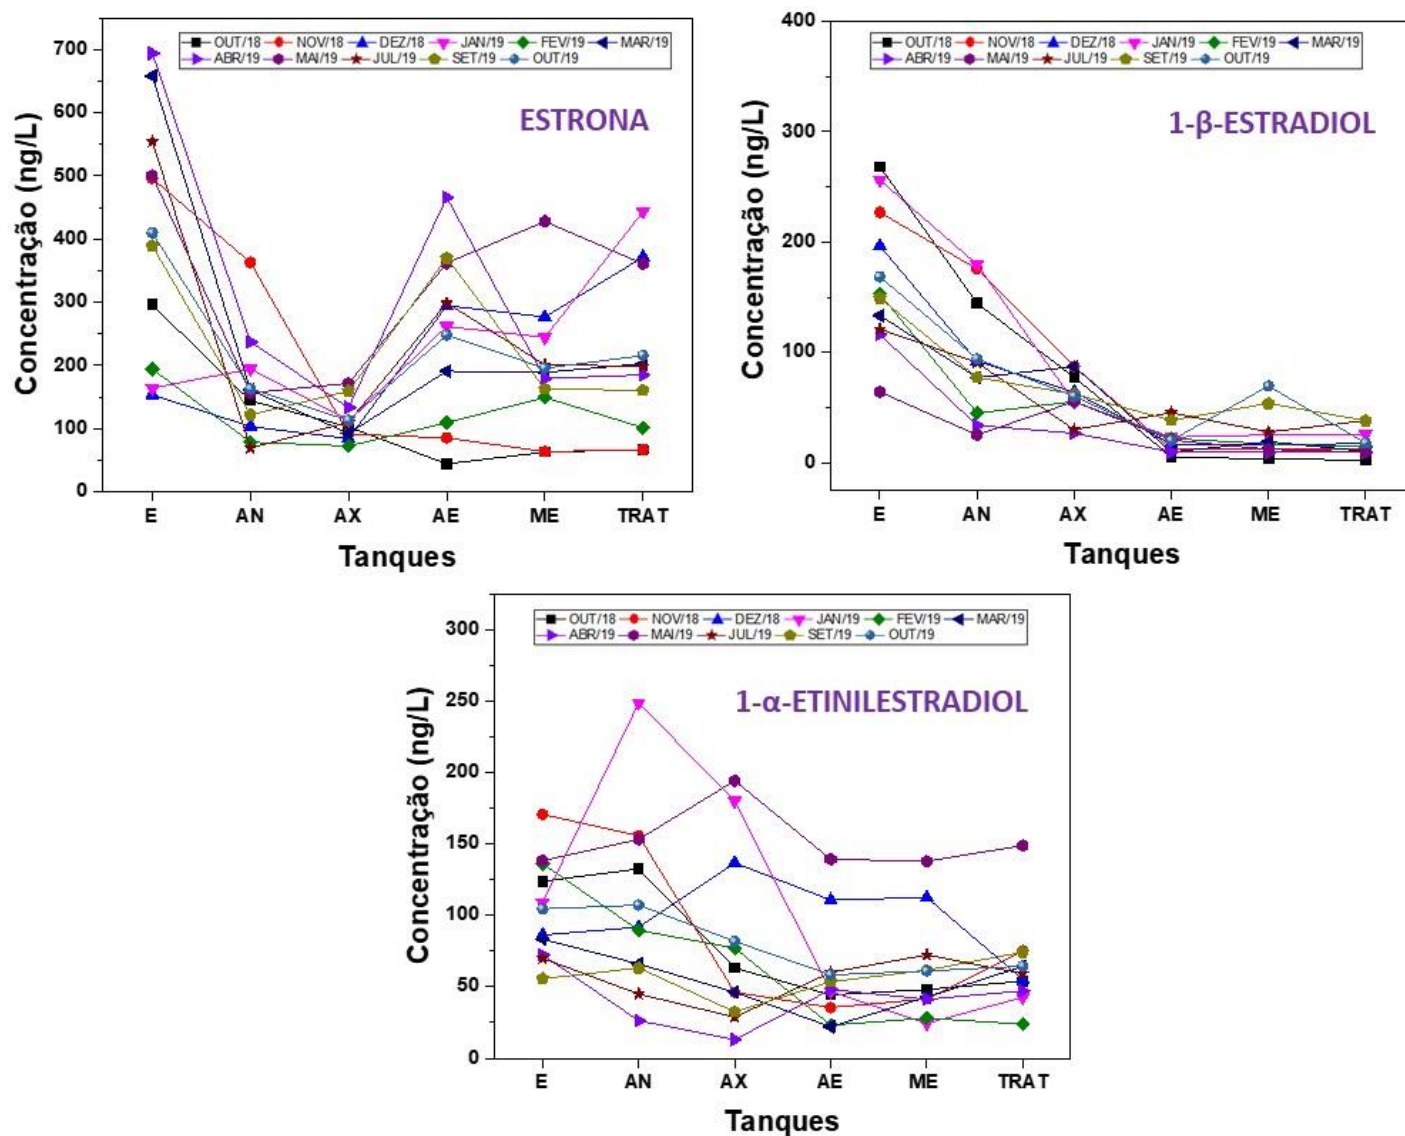 ESTRONA
OUT/18 NOV/18 DEZ/18 JAN/19 FEV/19 MAR/19
ABR/19 MAI/19 JUL/19 SET/19 OUT/19
Concentração (ng/L)
700
600
500
400
300
200
100
0
E AN AX AE ME TRAT
Tanques
1-β-ESTRADIOL
OUT/18 NOV/18 DEZ/18 JAN/19 FEV/19 MAR/19
ABR/19 MAI/19 JUL/19 SET/19 OUT/19
Concentração (ng/L)
400
300
200
100
0
E AN AX AE ME TRAT
Tanques
1-α-ETINILESTRADIOL
OUT/18 NOV/18 DEZ/18 JAN/19 FEV/19 MAR/19
ABR/19 MAI/19 JUL/19 SET/19 OUT/19
Concentração (ng/L)
300
250
200
150
100
50
0
E AN AX AE ME TRAT
Tanques